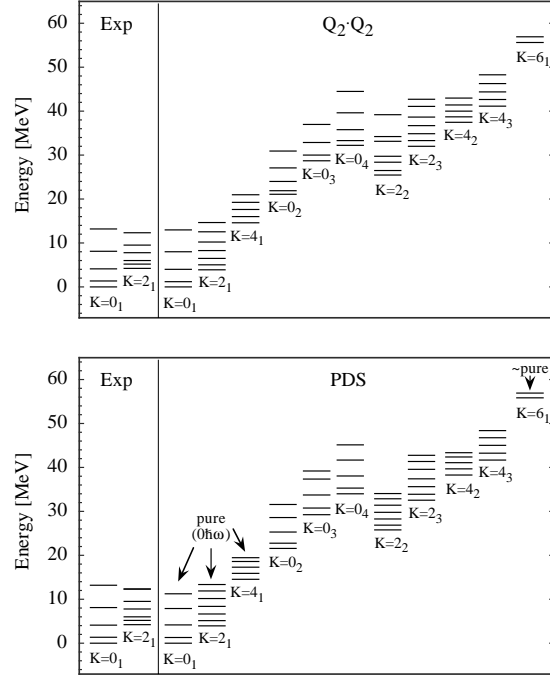 Exp
Q₂·Q₂
60
50
40
30
20
10
0
Energy [MeV]
K=0₁
K=2₁
K=0₁
K=2₁
K=4₁
K=0₂
K=0₃
K=0₄
K=2₂
K=2₃
K=4₂
K=4₃
K=6₁
Exp
PDS
~pure
60
50
40
30
20
10
0
Energy [MeV]
pure
(0ħω)
K=0₁
K=2₁
K=0₁
K=2₁
K=4₁
K=0₂
K=0₃
K=0₄
K=2₂
K=2₃
K=4₂
K=4₃
K=6₁